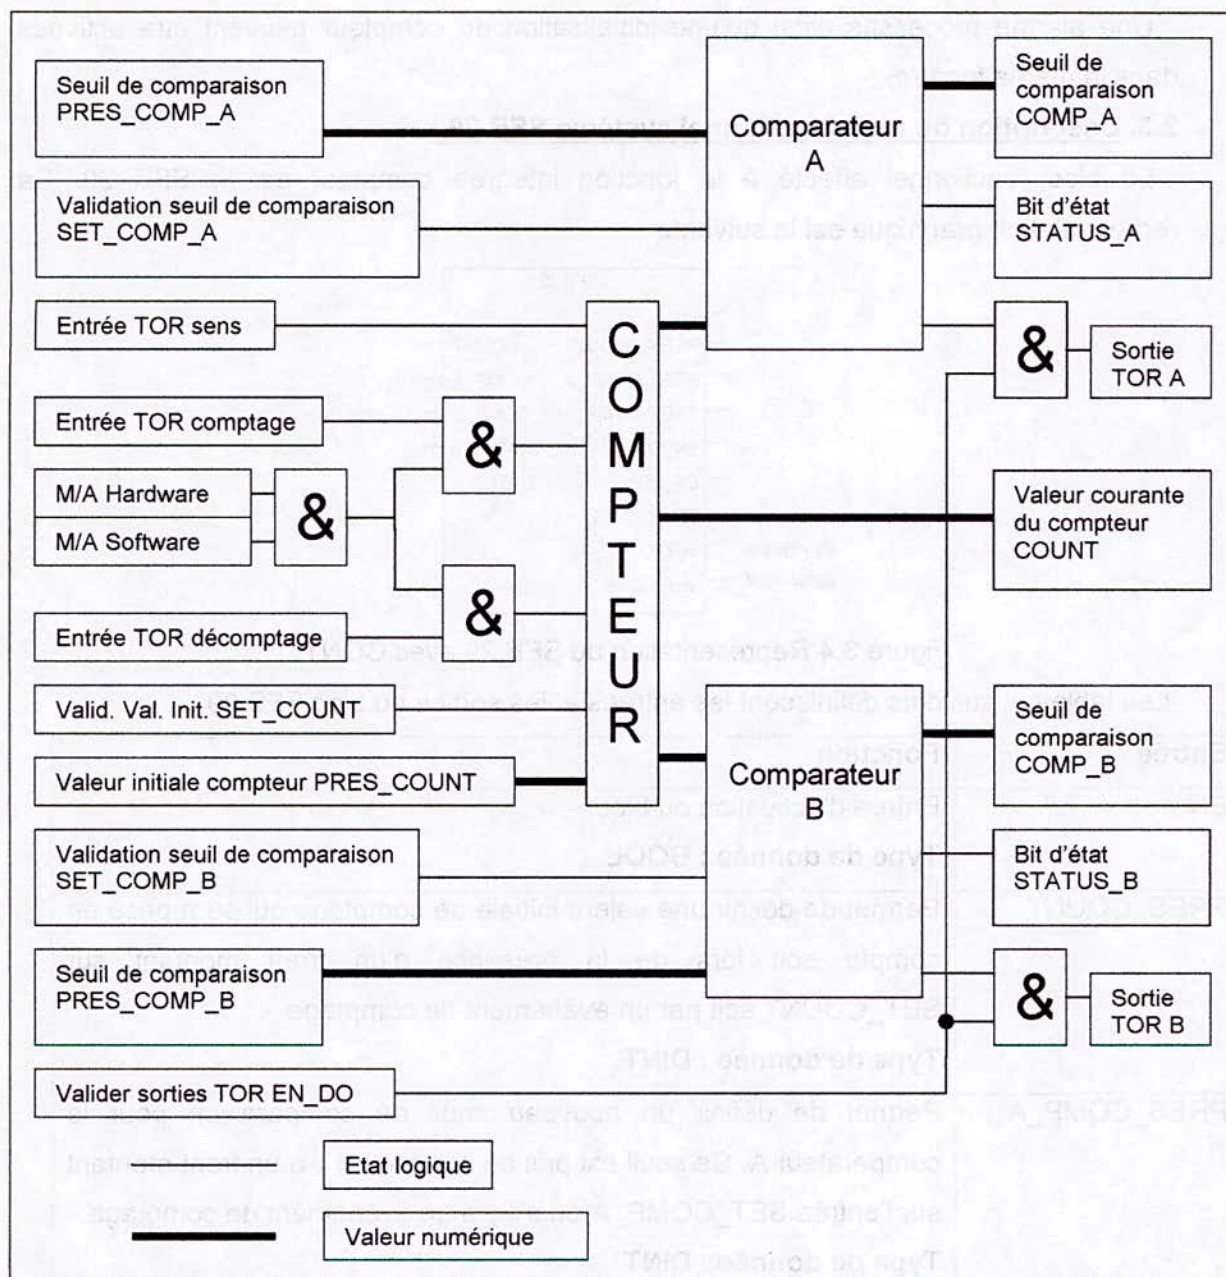 Seuil de comparaison
PRES_COMP_A
Validation seuil de comparaison
SET_COMP_A
Entrée TOR sens
Entrée TOR comptage
M/A Hardware
M/A Software
Entrée TOR décomptage
Valid. Val. Init. SET_COUNT
Valeur initiale compteur PRES_COUNT
Validation seuil de comparaison
SET_COMP_B
Seuil de comparaison
PRES_COMP_B
Valider sorties TOR EN_DO
&
&
&
COMPTEUR
Comparateur
A
Comparateur
B
Seuil de
comparaison
COMP_A
Bit d'état
STATUS_A
&
Sortie
TOR A
Valeur courante
du compteur
COUNT
Seuil de
comparaison
COMP_B
Bit d'état
STATUS_B
&
Sortie
TOR B
Etat logique
Valeur numérique